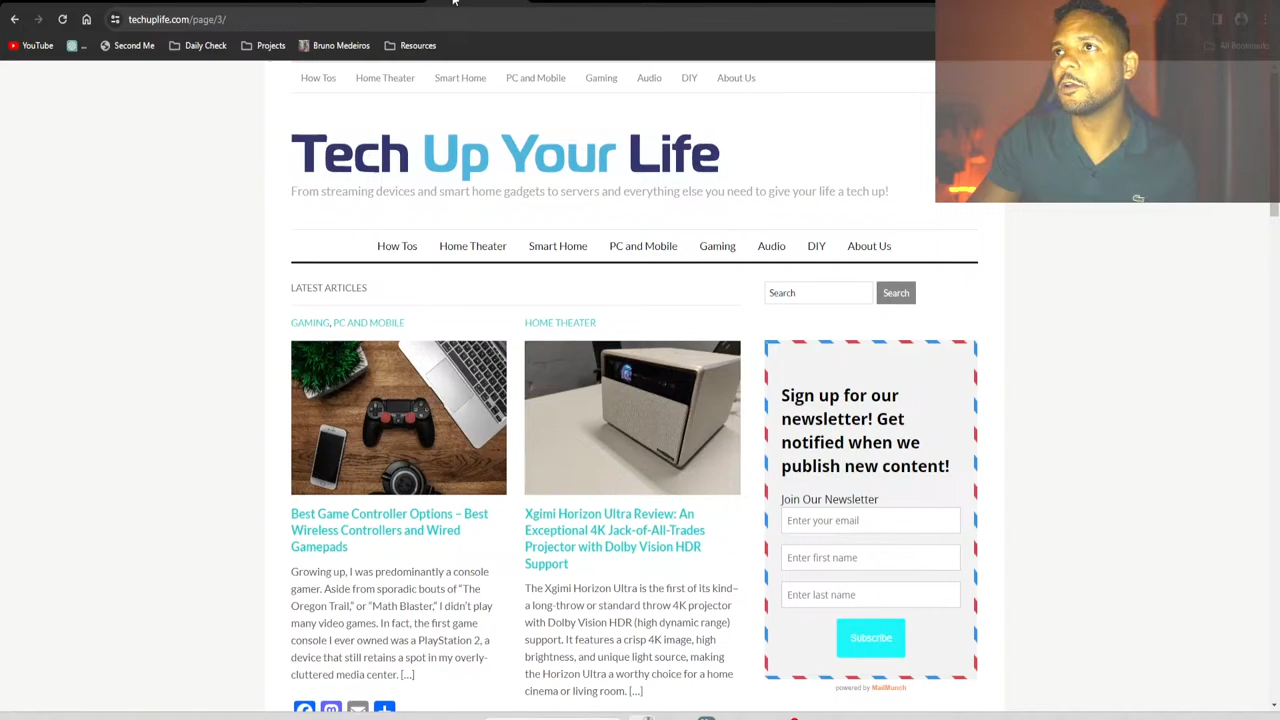 techuplife.com/page/3/
YouTube
...
Second Me
Daily Check
Projects
Bruno Medeiros
Resources
All Bookmarks
How Tos
Home Theater
Smart Home
PC and Mobile
Gaming
Audio
DIY
About Us
Tech Up Your Life
From streaming devices and smart home gadgets to servers and everything else you need to give your life a tech up!
How Tos
Home Theater
Smart Home
PC and Mobile
Gaming
Audio
DIY
About Us
LATEST ARTICLES
Search
Search
GAMING, PC AND MOBILE
Best Game Controller Options – Best
Wireless Controllers and Wired
Gamepads
Growing up, I was predominantly a console
gamer. Aside from sporadic bouts of "The
Oregon Trail," or "Math Blaster," I didn't play
many video games. In fact, the first game
console I ever owned was a PlayStation 2, a
device that still retains a spot in my overly-
cluttered media center. [...]
HOME THEATER
Xgimi Horizon Ultra Review: An
Exceptional 4K Jack-of-All-Trades
Projector with Dolby Vision HDR
Support
The Xgimi Horizon Ultra is the first of its kind–
a long-throw or standard throw 4K projector
with Dolby Vision HDR (high dynamic range)
support. It features a crisp 4K image, high
brightness, and unique light source, making
the Horizon Ultra a worthy choice for a home
cinema or living room. [...]
Sign up for our
newsletter! Get
notified when we
publish new content!
Join Our Newsletter
Enter your email
Enter first name
Enter last name
Subscribe
powered by MailMunch